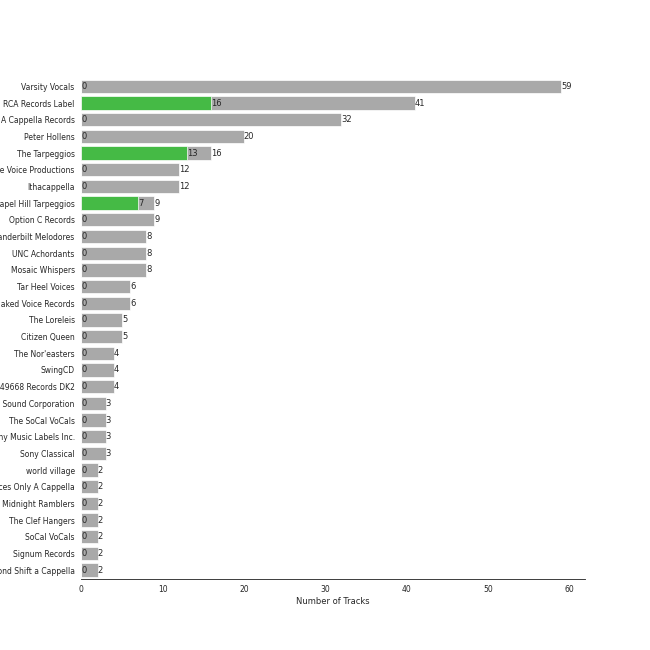 Varsity Vocals 0 59
RCA Records Label 16 41
A Cappella Records 0 32
Peter Hollens 0 20
The Tarpeggios 13 16
e Voice Productions 0 12
Ithacappella 0 12
apel Hill Tarpeggios 7 9
Option C Records 0 9
anderbilt Melodores 0 8
UNC Achordants 0 8
Mosaic Whispers 0 8
Tar Heel Voices 0 6
aked Voice Records 0 6
The Loreleis 0 5
Citizen Queen 0 5
The Nor'easters 0 4
SwingCD 0 4
49668 Records DK2 0 4
Sound Corporation 0 3
The SoCal VoCals 0 3
ny Music Labels Inc. 0 3
Sony Classical 0 3
world village 0 2
ces Only A Cappella 0 2
Midnight Ramblers 0 2
The Clef Hangers 0 2
SoCal VoCals 0 2
Signum Records 0 2
ond Shift a Cappella 0 2
0 10 20 30 40 50 60
Number of Tracks